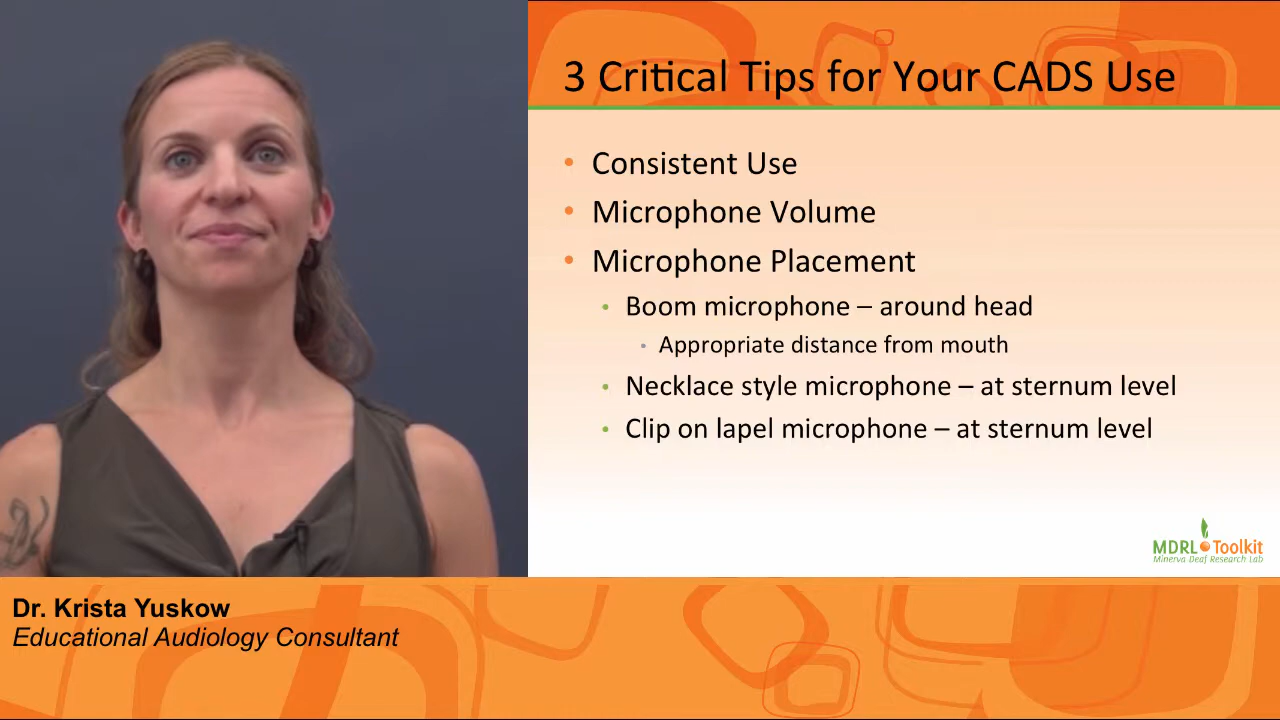 3 Critical Tips for Your CADS Use
• Consistent Use
• Microphone Volume
• Microphone Placement
• Boom microphone – around head
• Appropriate distance from mouth
• Necklace style microphone – at sternum level
• Clip on lapel microphone – at sternum level
MDRL Toolkit
Minerva Deaf Research Lab
Dr. Krista Yuskow
Educational Audiology Consultant